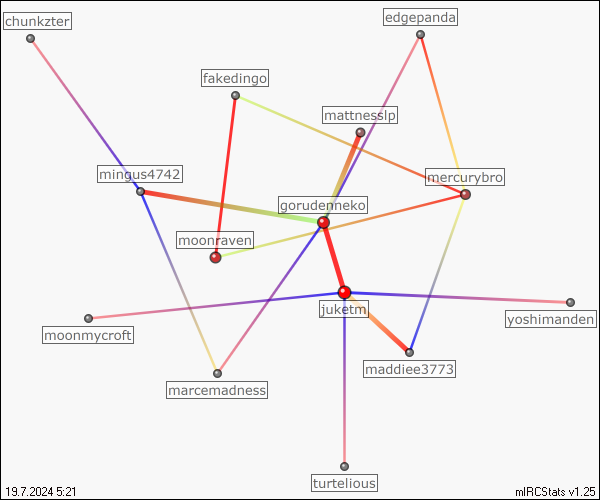 chunkzter
edgepanda
fakedingo
mattnesslp
mingus4742
mercurybro
gorudenneko
moonraven
juketm
yoshimanden
moonmycroft
maddiee3773
marcemadness
turtelious
19.7.2024 5:21
mIRCStats v1.25